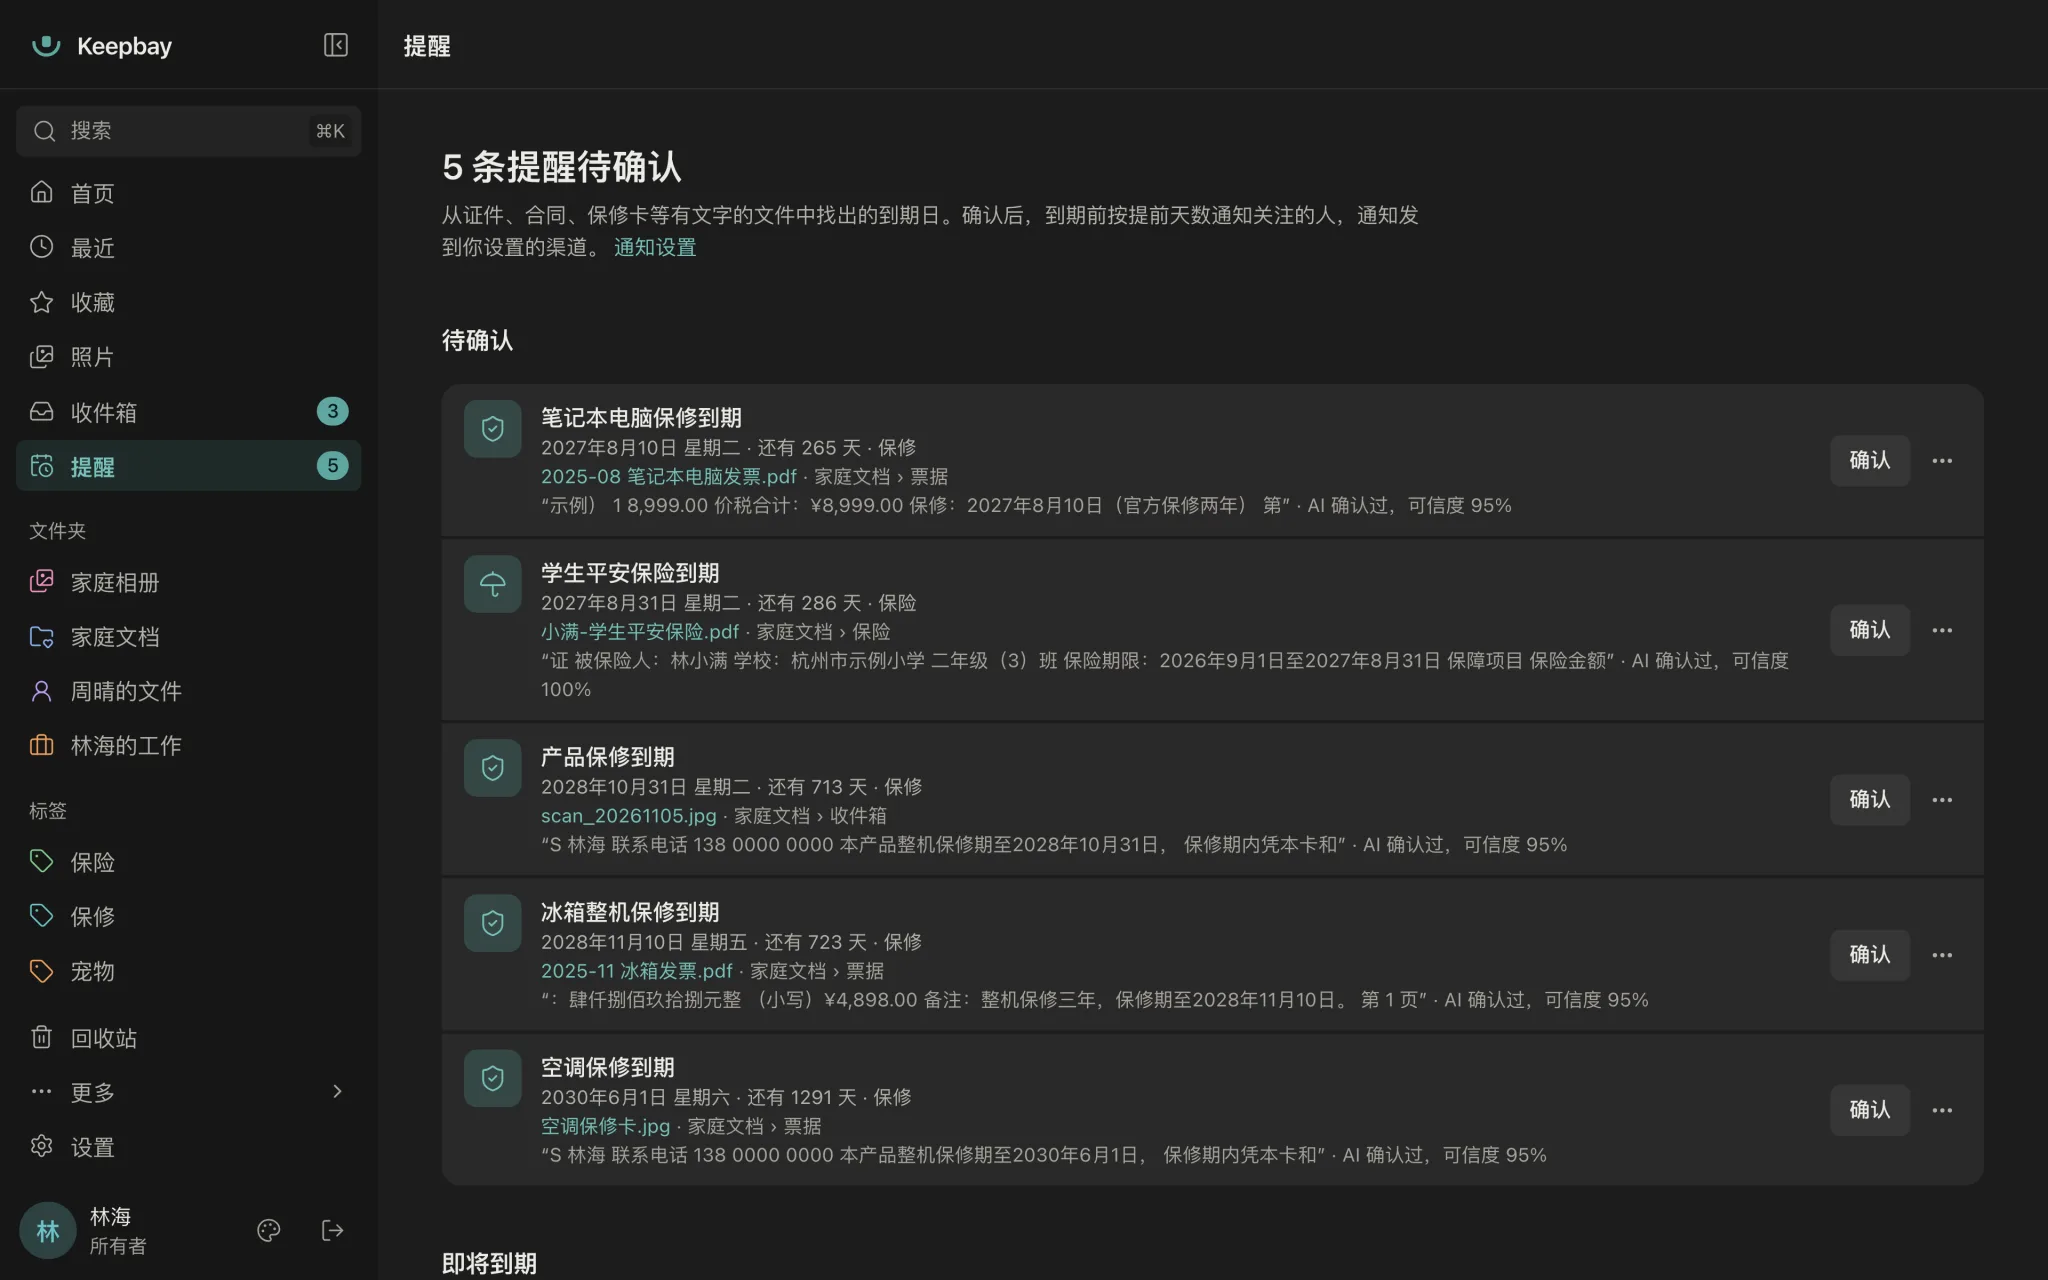 Keepbay
搜索
⌘K
首页
最近
收藏
照片
收件箱
3
提醒
5
文件夹
家庭相册
家庭文档
周晴的文件
林海的工作
标签
保险
保修
宠物
回收站
更多
设置
林
林海
所有者
提醒
5 条提醒待确认
从证件、合同、保修卡等有文字的文件中找出的到期日。确认后，到期前按提前天数通知关注的人，通知发
到你设置的渠道。 通知设置
待确认
笔记本电脑保修到期
2027年8月10日 星期二 · 还有 265 天 · 保修
2025-08 笔记本电脑发票.pdf · 家庭文档 › 票据
“示例） 1 8,999.00 价税合计：¥8,999.00 保修：2027年8月10日（官方保修两年） 第” · AI 确认过，可信度 95%
确认
学生平安保险到期
2027年8月31日 星期二 · 还有 286 天 · 保险
小满-学生平安保险.pdf · 家庭文档 › 保险
“证 被保险人：林小满 学校：杭州市示例小学 二年级（3）班 保险期限：2026年9月1日至2027年8月31日 保障项目 保险金额” · AI 确认过，可信度
100%
确认
产品保修到期
2028年10月31日 星期二 · 还有 713 天 · 保修
scan_20261105.jpg · 家庭文档 › 收件箱
“S 林海 联系电话 138 0000 0000 本产品整机保修期至2028年10月31日， 保修期内凭本卡和” · AI 确认过，可信度 95%
确认
冰箱整机保修到期
2028年11月10日 星期五 · 还有 723 天 · 保修
2025-11 冰箱发票.pdf · 家庭文档 › 票据
“：肆仟捌佰玖拾捌元整 （小写）¥4,898.00 备注：整机保修三年，保修期至2028年11月10日。 第 1 页” · AI 确认过，可信度 95%
确认
空调保修到期
2030年6月1日 星期六 · 还有 1291 天 · 保修
空调保修卡.jpg · 家庭文档 › 票据
“S 林海 联系电话 138 0000 0000 本产品整机保修期至2030年6月1日， 保修期内凭本卡和” · AI 确认过，可信度 95%
确认
即将到期